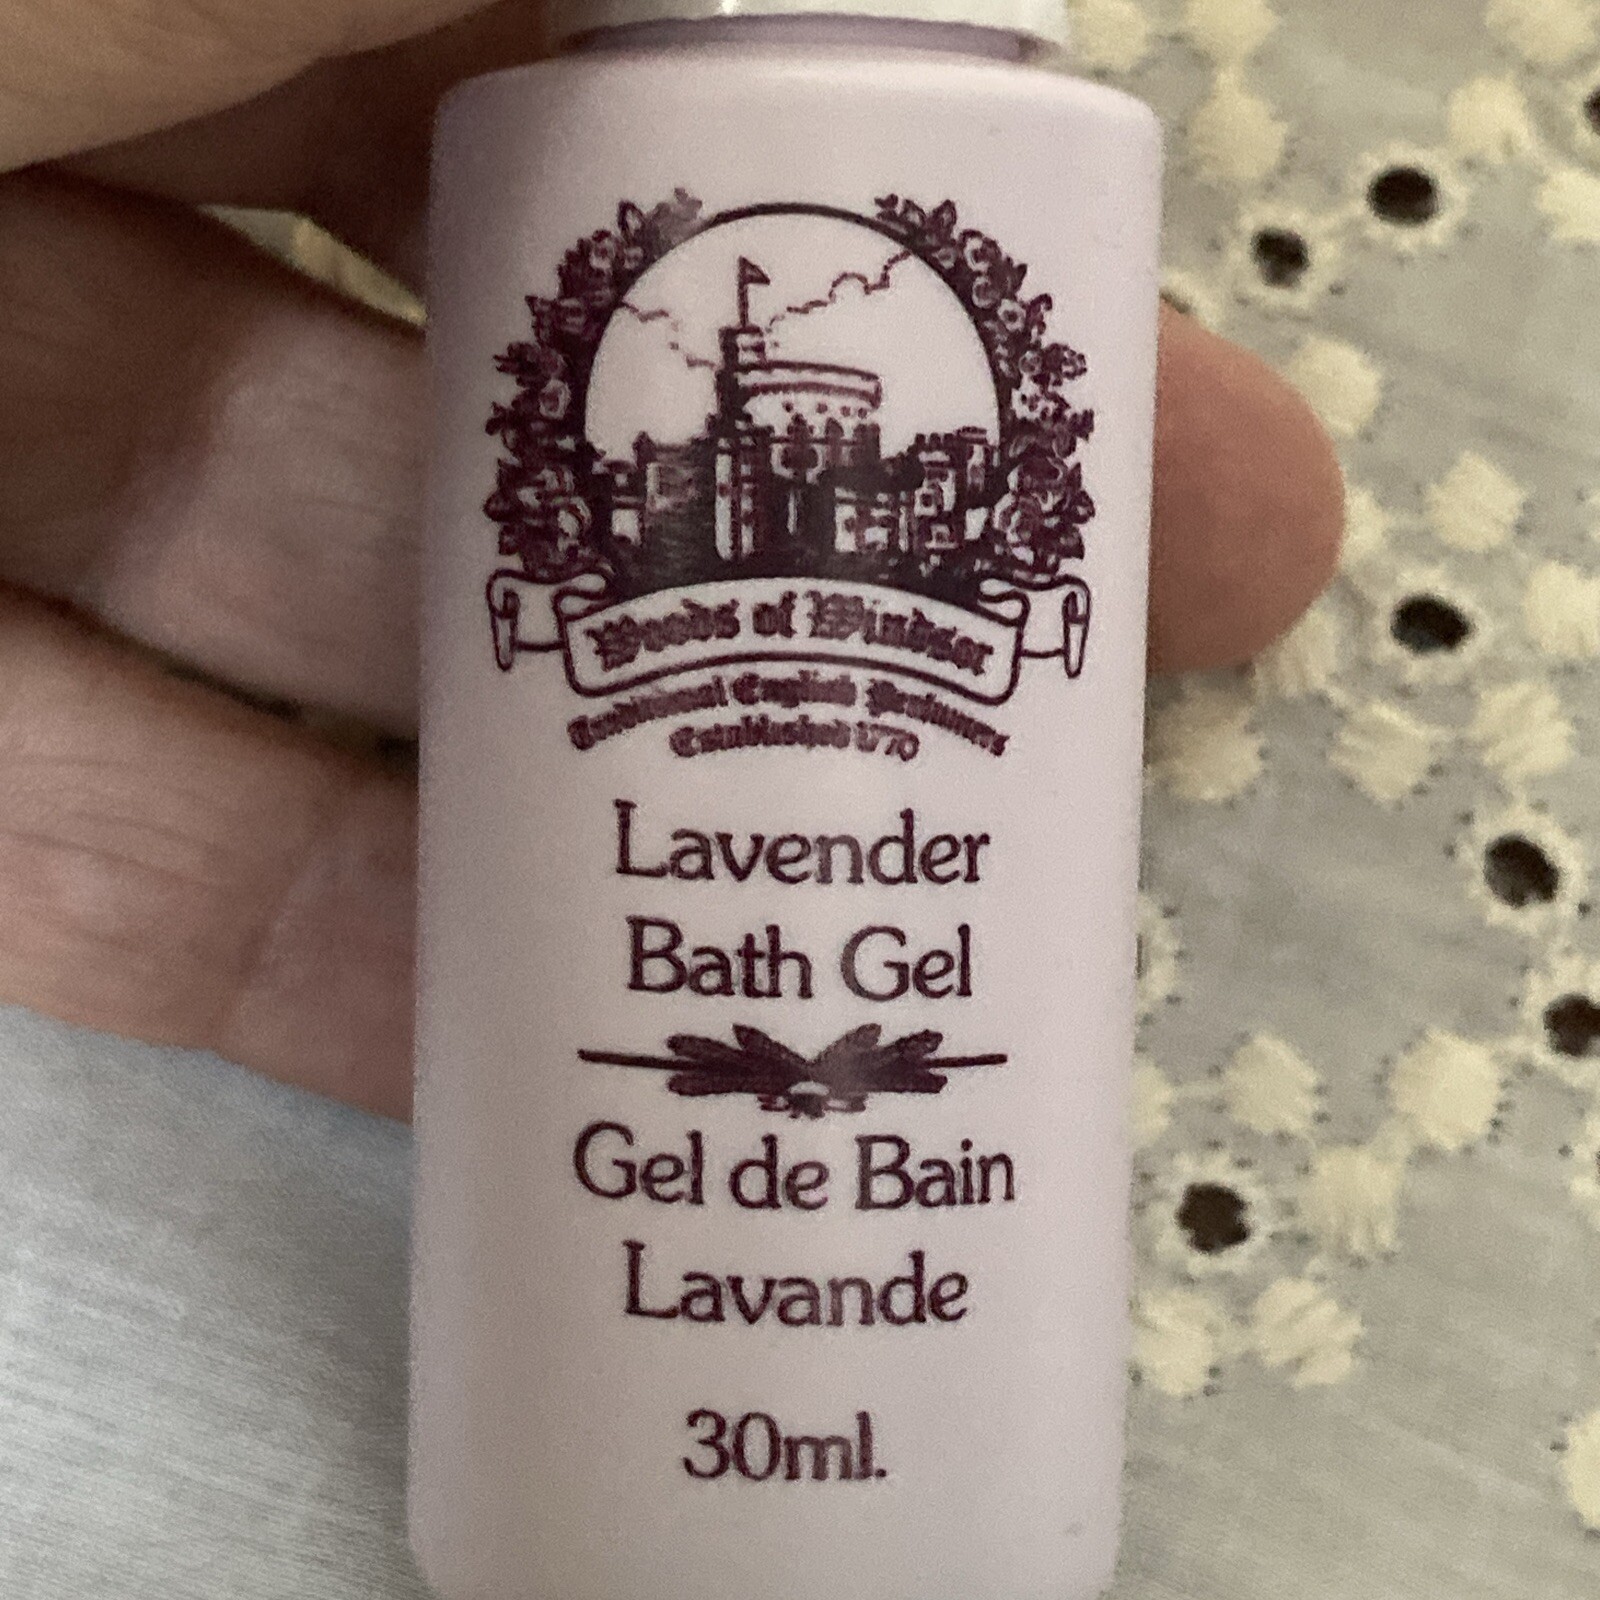 Woods of Windsor
Traditional English Perfumers
Established 1770
Lavender
Bath Gel
Gel de Bain
Lavande
30ml.